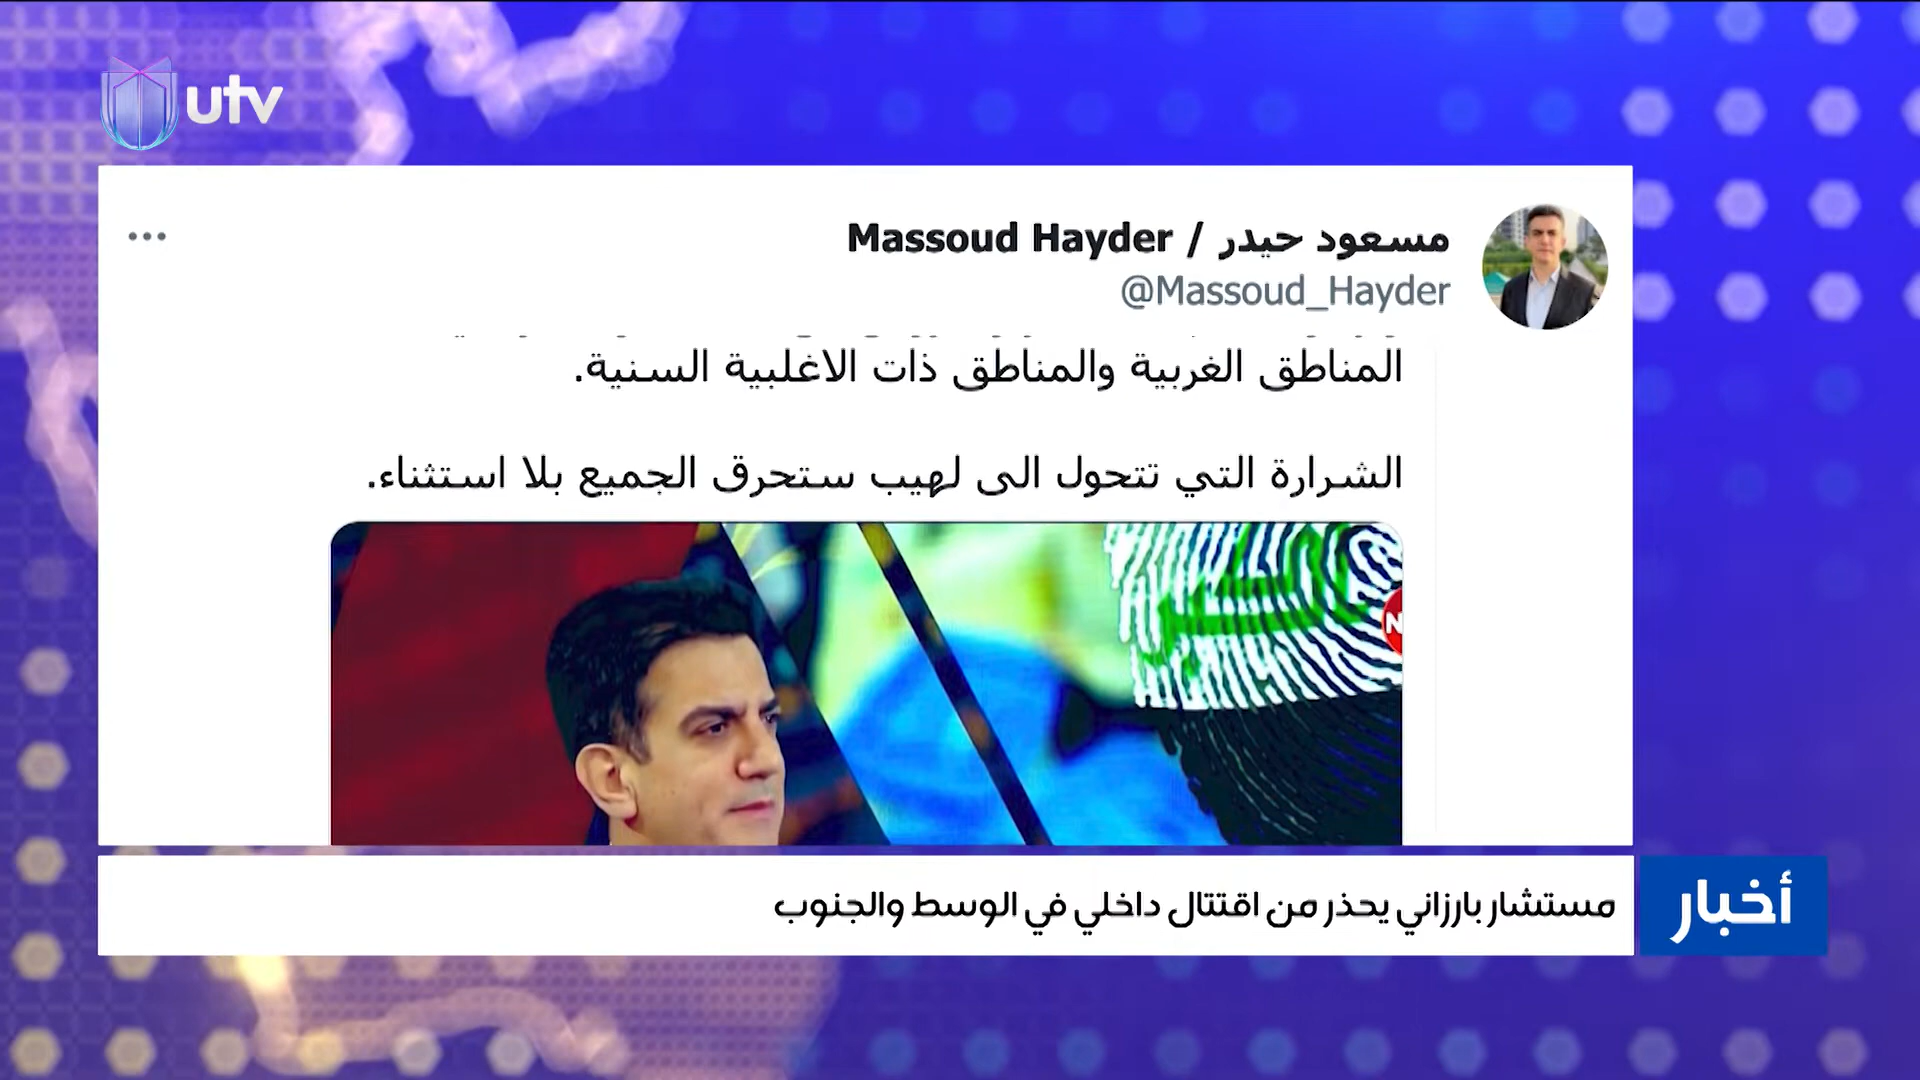 utv
مسعود حيدر / Massoud Hayder
@Massoud_Hayder
المناطق الغربية والمناطق ذات الاغلبية السنية.
الشرارة التي تتحول الى لهيب ستحرق الجميع بلا استثناء.
N
أخبار
مستشار بارزاني يحذر من اقتتال داخلي في الوسط والجنوب